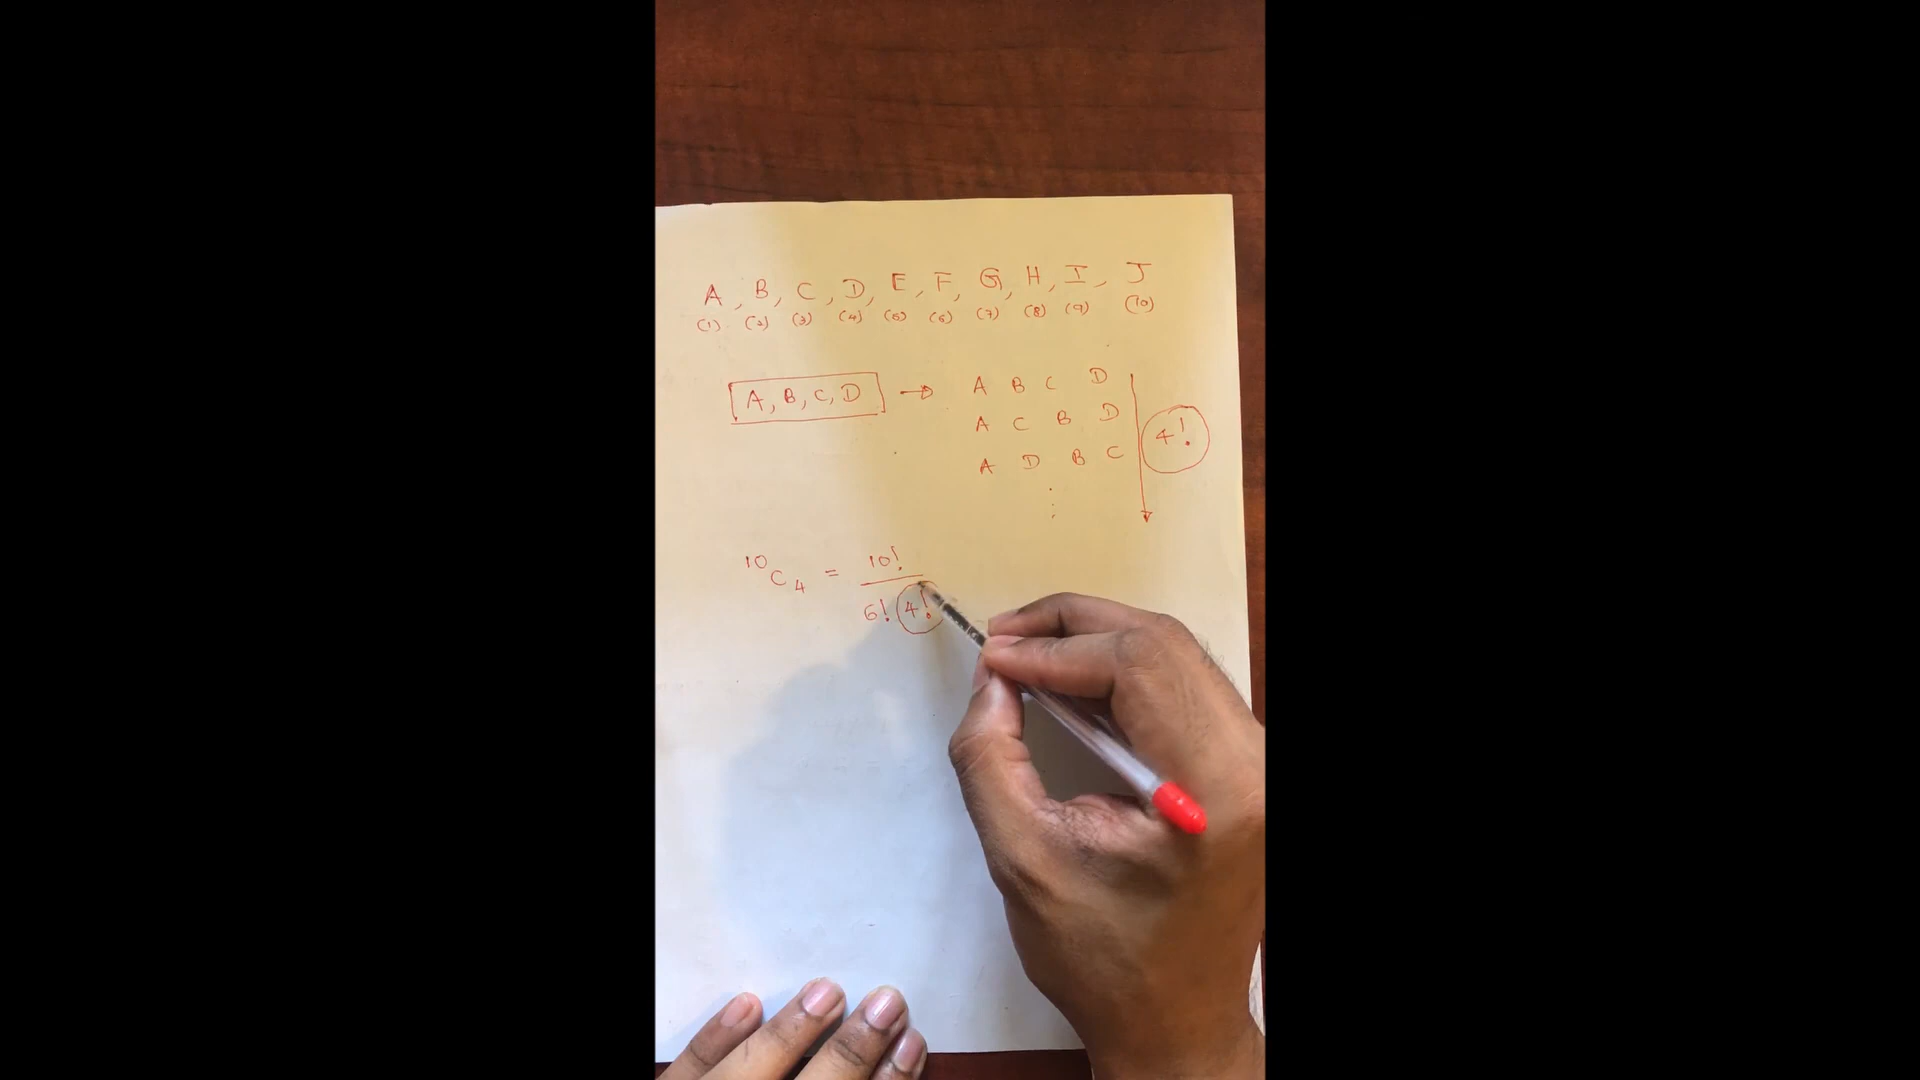 A, B, C, D, E, F, G, H, I, J
(1) (2) (3) (4) (5) (6) (7) (8) (9) (10)
A, B, C, D → A B C D
A C B D
4!
A D B C
⋮
10C4 = 10! / 6! 4!